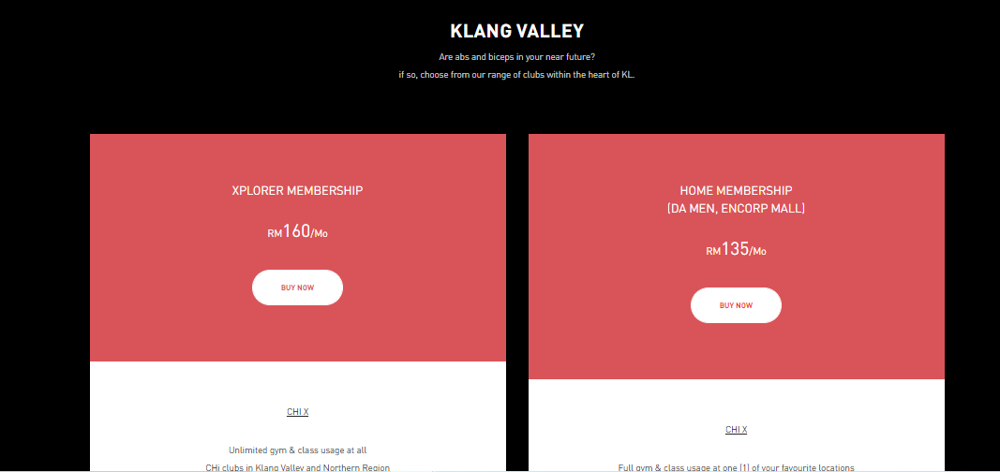 KLANG VALLEY
Are abs and biceps in your near future?
if so, choose from our range of clubs within the heart of KL.
XPLORER MEMBERSHIP
RM160/Mo
BUY NOW
CHI X
Unlimited gym & class usage at all
CHi clubs in Klang Valley and Northern Region
HOME MEMBERSHIP
(DA MEN, ENCORP MALL)
RM135/Mo
BUY NOW
CHI X
Full gym & class usage at one (1) of your favourite locations